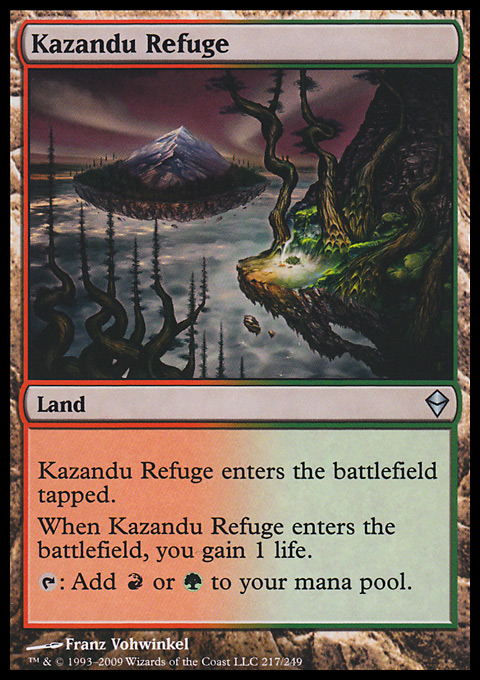 Kazandu Refuge
Land
Kazandu Refuge enters the battlefield
tapped.
When Kazandu Refuge enters the
battlefield, you gain 1 life.
: Add or to your mana pool.
Franz Vohwinkel
™ & © 1993–2009 Wizards of the Coast LLC 217/249